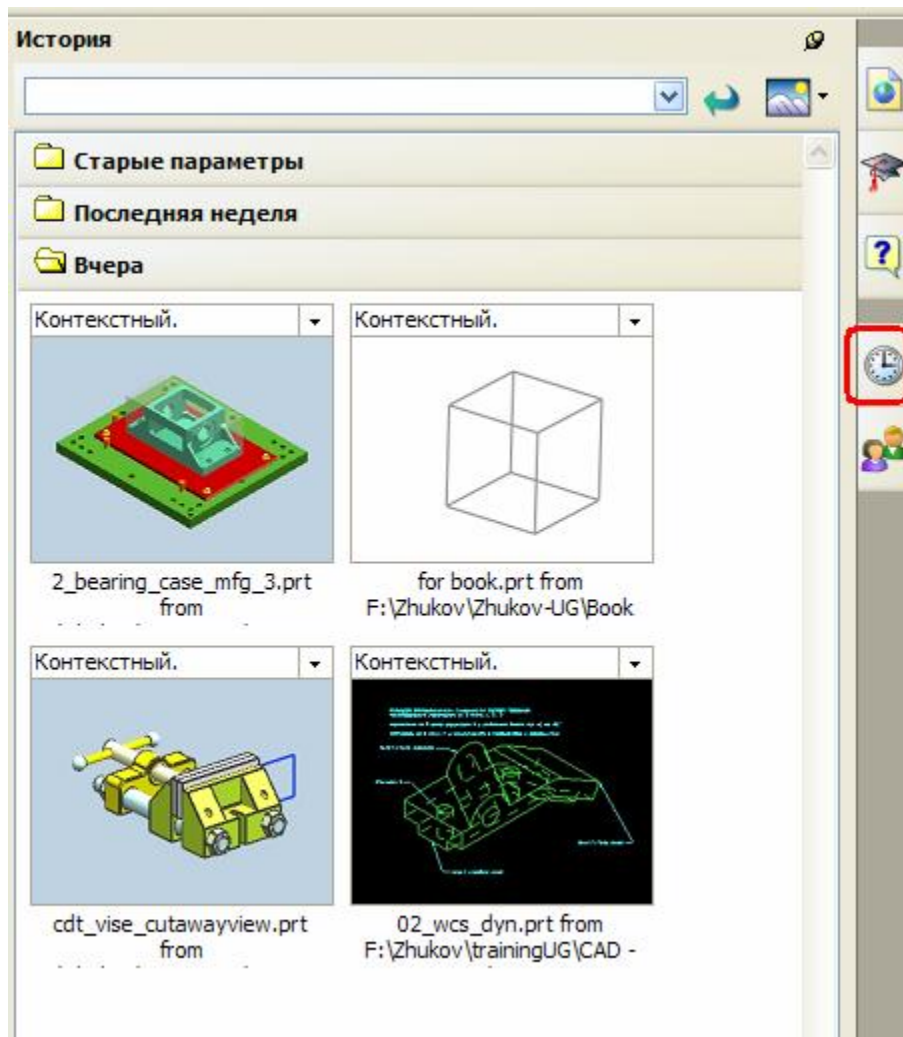 История
Старые параметры
Последняя неделя
Вчера
Контекстный.
Контекстный.
2_bearing_case_mfg_3.prt
from
for book.prt from
F:\Zhukov\Zhukov-UG\Book
Контекстный.
Контекстный.
cdt_vise_cutawayview.prt
from
02_wcs_dyn.prt from
F:\Zhukov\trainingUG\CAD -